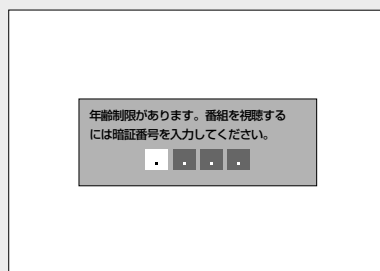 年齢制限があります。番組を視聴する
には暗証番号を入力してください。
. . . .